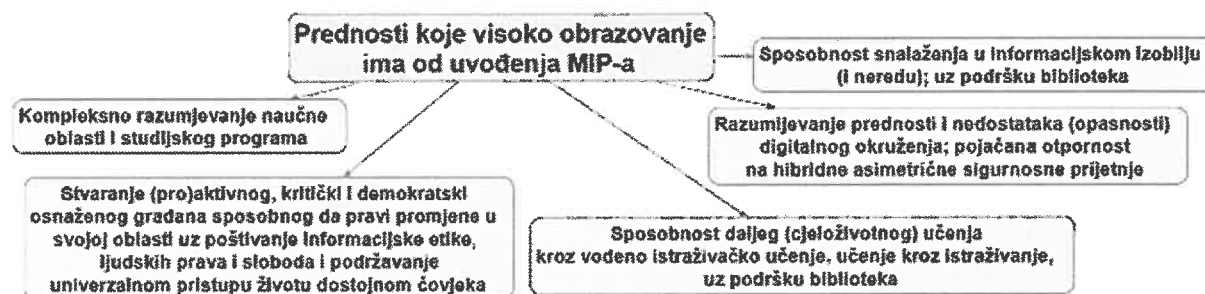 Prednosti koje visoko obrazovanje
ima od uvođenja MIP-a
Sposobnost snalaženja u informacijskom izobilju
(i neredu); uz podršku biblioteka
Kompleksno razumjevanje naučne
oblasti i studijskog programa
Razumijevanje prednosti i nedostataka (opasnosti)
digitalnog okruženja; pojačana otpornost
na hibridne asimetrične sigurnosne prijetnje
Stvaranje (pro)aktivnog, kritički i demokratski
osnaženog građana sposobnog da pravi promjene u
svojoj oblasti uz poštivanje informacijske etike,
ljudskih prava i sloboda i podržavanje
univerzalnom pristupu životu dostojnom čovjeka
Sposobnost daljeg (cjeloživotnog) učenja
kroz vođeno istraživačko učenje, učenje kroz istraživanje,
uz podršku biblioteka